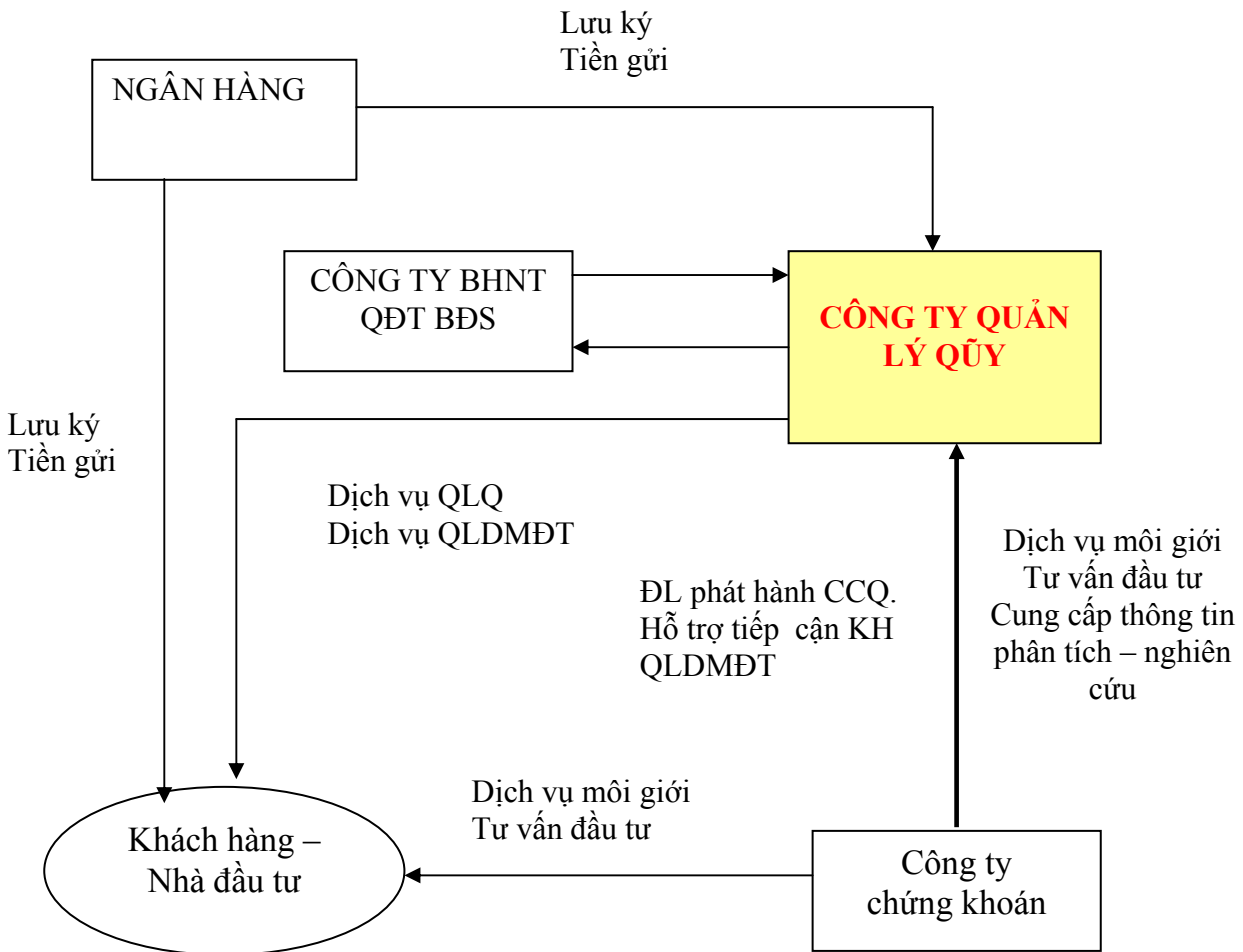 Lưu ký
Tiền gửi
NGÂN HÀNG
CÔNG TY BHNT
QĐT BĐS
CÔNG TY QUẢN
LÝ QŨY
Lưu ký
Tiền gửi
Dịch vụ QLQ
Dịch vụ QLDMĐT
ĐL phát hành CCQ.
Hỗ trợ tiếp cận KH
QLDMĐT
Dịch vụ môi giới
Tư vấn đầu tư
Cung cấp thông tin
phân tích – nghiên
cứu
Dịch vụ môi giới
Tư vấn đầu tư
Khách hàng –
Nhà đầu tư
Công ty
chứng khoán